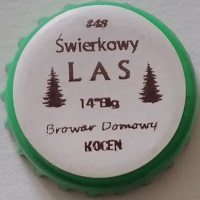 #48
Świerkowy
LAS
14°Blg
Browar Domowy
KOCEN